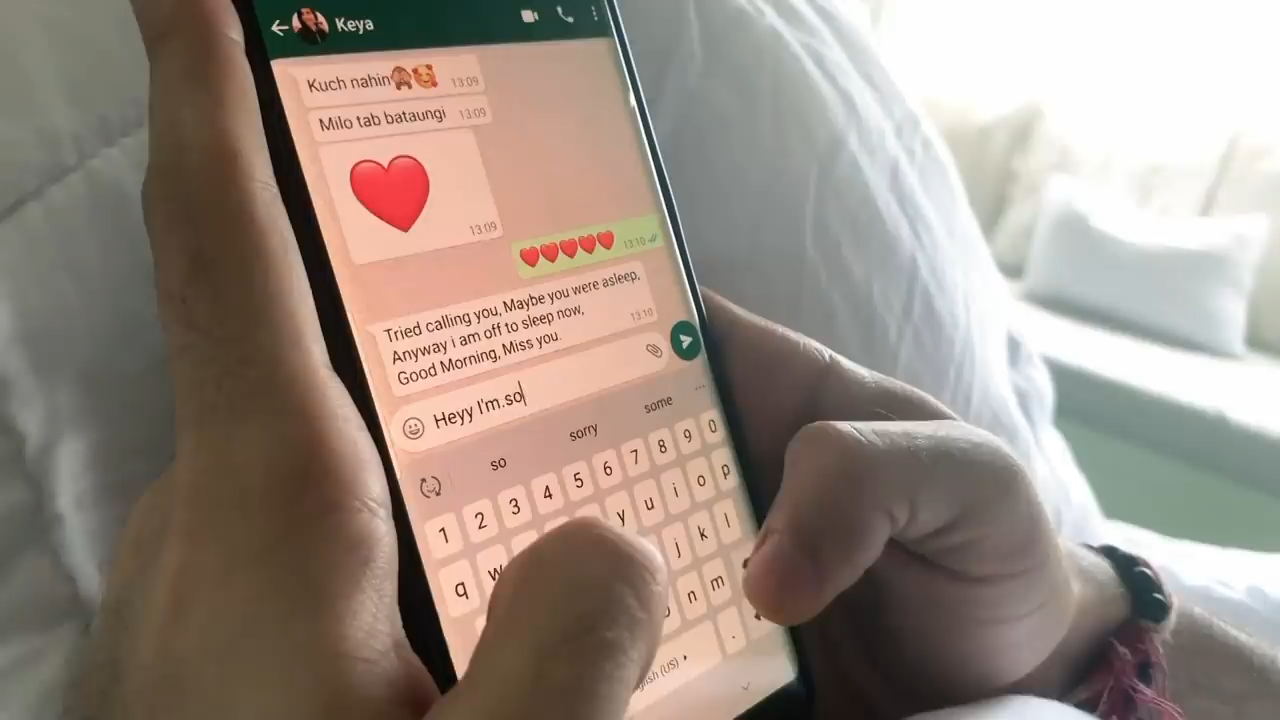 Keya
Kuch nahin🙈🥰 13:09
Milo tab bataungi 13:09
❤️
13:09
❤️❤️❤️❤️❤️ 13:10
Tried calling you, Maybe you were asleep,
Anyway i am off to sleep now,
Good Morning, Miss you.
13:10
Heyy I'm.so
so sorry some
1 2 3 4 5 6 7 8 9 0
q w y u i o p
j k l
n m
. 
glish (US)